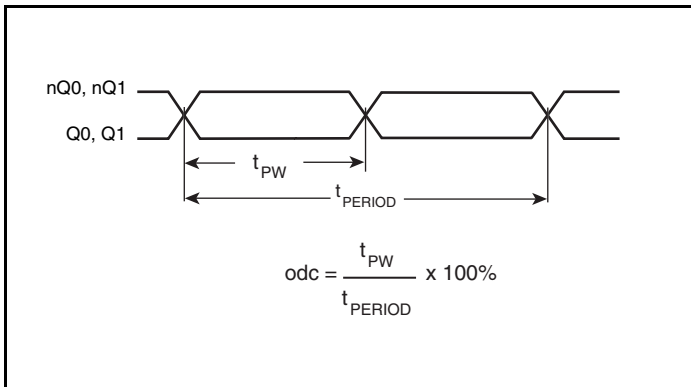 nQ0, nQ1
Q0, Q1
tPW
tPERIOD
odc = tPW / tPERIOD x 100%